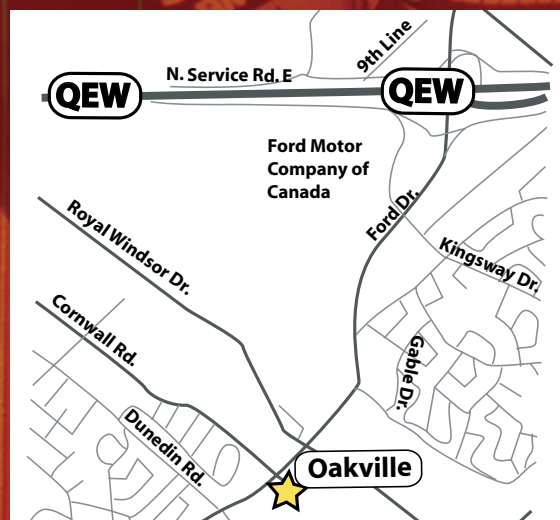 9th Line
N. Service Rd. E
QEW
QEW
Ford Motor
Company of
Canada
Ford Dr.
Royal Windsor Dr.
Kingsway Dr.
Cornwall Rd.
Gable Dr.
Dunedin Rd.
Oakville